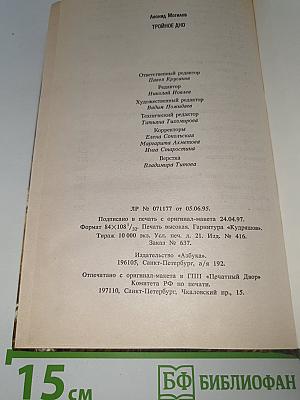 Леонид Могилев
ТРОЙНОЕ ДНО
Ответственный редактор
Павел Крусанов
Редактор
Николай Иовлев
Художественный редактор
Вадим Пожидаев
Технический редактор
Татьяна Тихомирова
Корректоры
Елена Сокольская
Маргарита Ахметова
Инна Старостина
Верстка
Владимира Титова
ЛР № 071177 от 05.06.95.
Подписано в печать с оригинал-макета 24.04.97.
Формат 84×108 1/32. Печать высокая. Гарнитура «Кудряшов».
Тираж 10 000 экз. Усл. печ. л. 21. Изд. № 416.
Заказ № 637.
Издательство «Азбука».
196105, Санкт-Петербург, а/я 192.
Отпечатано с оригинал-макета в ГПП «Печатный Двор»
Комитета РФ по печати.
197110, Санкт-Петербург, Чкаловский пр., 15.
15 см
БФ БИБЛИОФАН